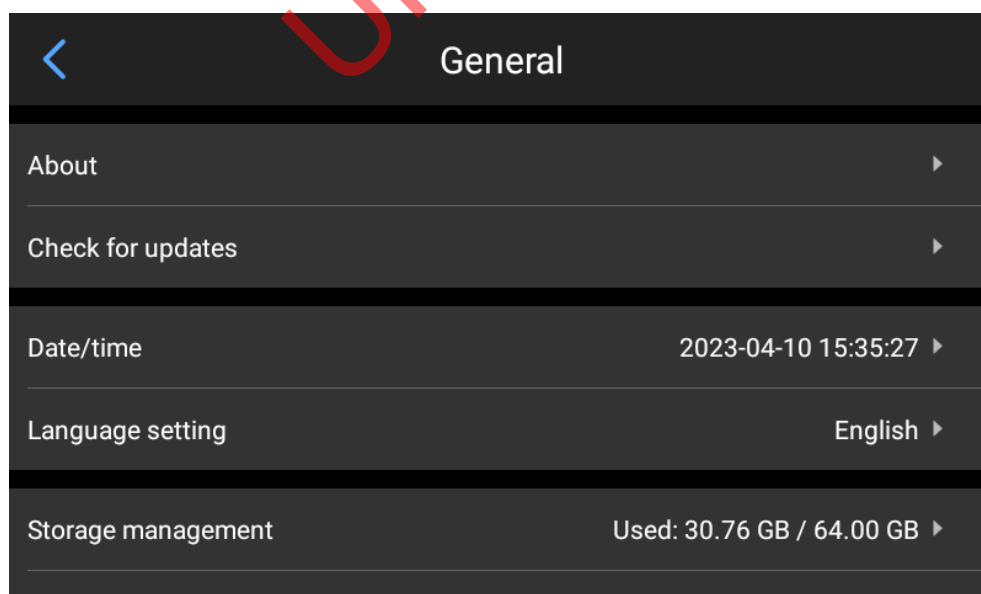 General
About
Check for updates
Date/time 2023-04-10 15:35:27
Language setting English
Storage management Used: 30.76 GB / 64.00 GB